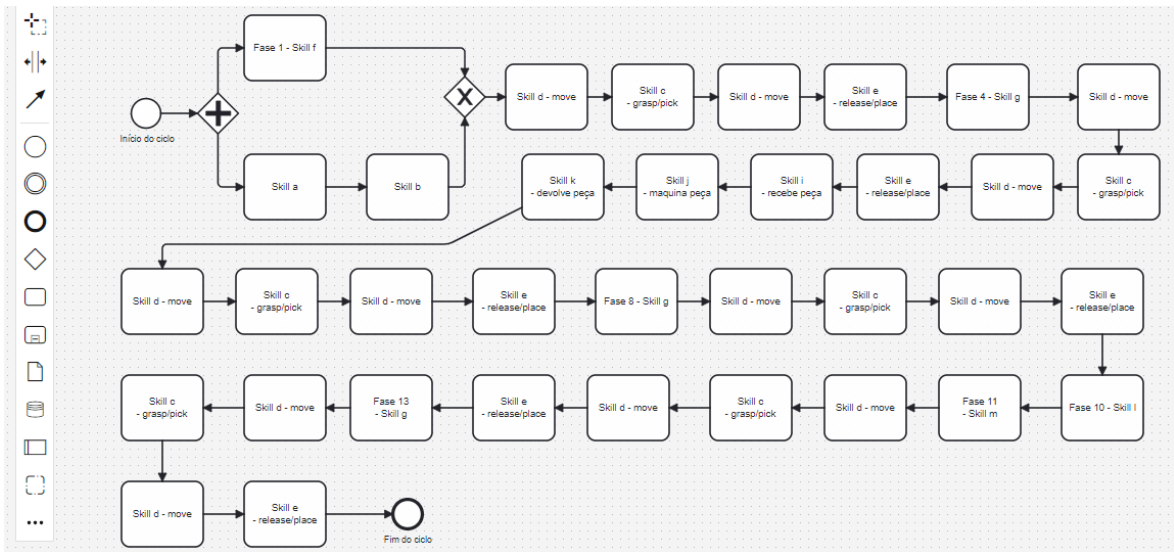 Fase 1 - Skill f
Início do ciclo
Skill a
Skill b
Skill d - move
Skill c
- grasp/pick
Skill d - move
Skill e
- release/place
Fase 4 - Skill g
Skill d - move
Skill c
- grasp/pick
Skill d - move
Skill e
- release/place
Skill i
- recebe peça
Skill j
- maquina peça
Skill k
- devolve peça
Skill d - move
Skill c
- grasp/pick
Skill d - move
Skill e
- release/place
Fase 8 - Skill g
Skill d - move
Skill c
- grasp/pick
Skill d - move
Skill e
- release/place
Fase 10 - Skill l
Fase 11
- Skill m
Skill d - move
Skill c
- grasp/pick
Skill d - move
Skill e
- release/place
Fase 13
- Skill g
Skill d - move
Skill c
- grasp/pick
Skill d - move
Skill e
- release/place
Fim do ciclo